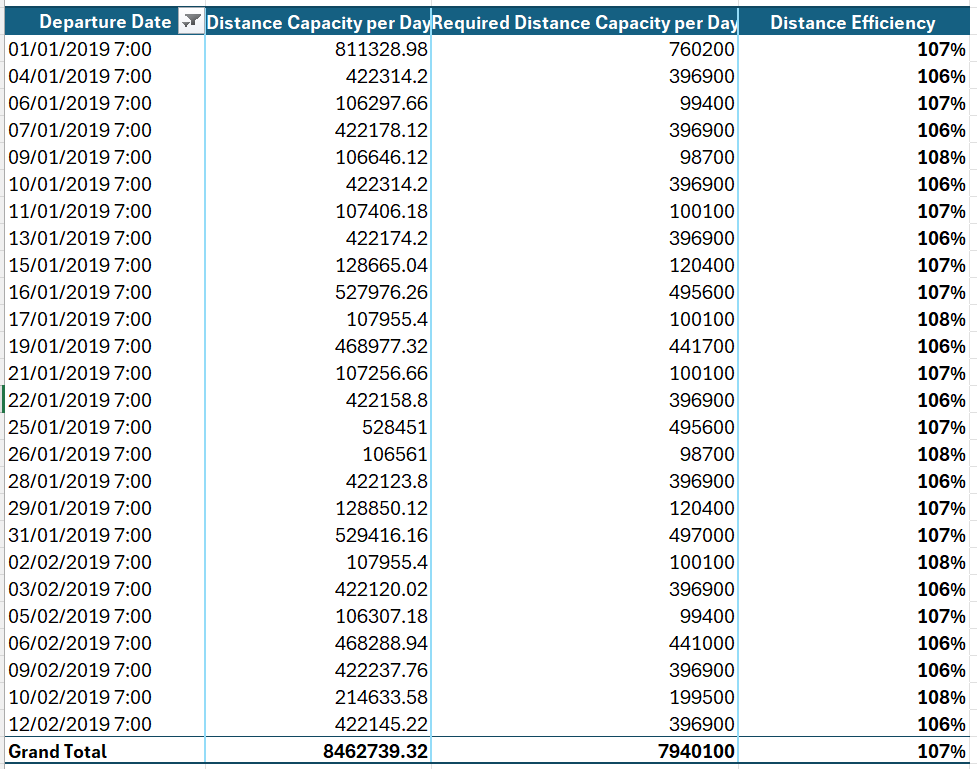 Departure Date Distance Capacity per Day Required Distance Capacity per Day Distance Efficiency
01/01/2019 7:00 811328.98 760200 107%
04/01/2019 7:00 422314.2 396900 106%
06/01/2019 7:00 106297.66 99400 107%
07/01/2019 7:00 422178.12 396900 106%
09/01/2019 7:00 106646.12 98700 108%
10/01/2019 7:00 422314.2 396900 106%
11/01/2019 7:00 107406.18 100100 107%
13/01/2019 7:00 422174.2 396900 106%
15/01/2019 7:00 128665.04 120400 107%
16/01/2019 7:00 527976.26 495600 107%
17/01/2019 7:00 107955.4 100100 108%
19/01/2019 7:00 468977.32 441700 106%
21/01/2019 7:00 107256.66 100100 107%
22/01/2019 7:00 422158.8 396900 106%
25/01/2019 7:00 528451 495600 107%
26/01/2019 7:00 106561 98700 108%
28/01/2019 7:00 422123.8 396900 106%
29/01/2019 7:00 128850.12 120400 107%
31/01/2019 7:00 529416.16 497000 107%
02/02/2019 7:00 107955.4 100100 108%
03/02/2019 7:00 422120.02 396900 106%
05/02/2019 7:00 106307.18 99400 107%
06/02/2019 7:00 468288.94 441000 106%
09/02/2019 7:00 422237.76 396900 106%
10/02/2019 7:00 214633.58 199500 108%
12/02/2019 7:00 422145.22 396900 106%
Grand Total 8462739.32 7940100 107%